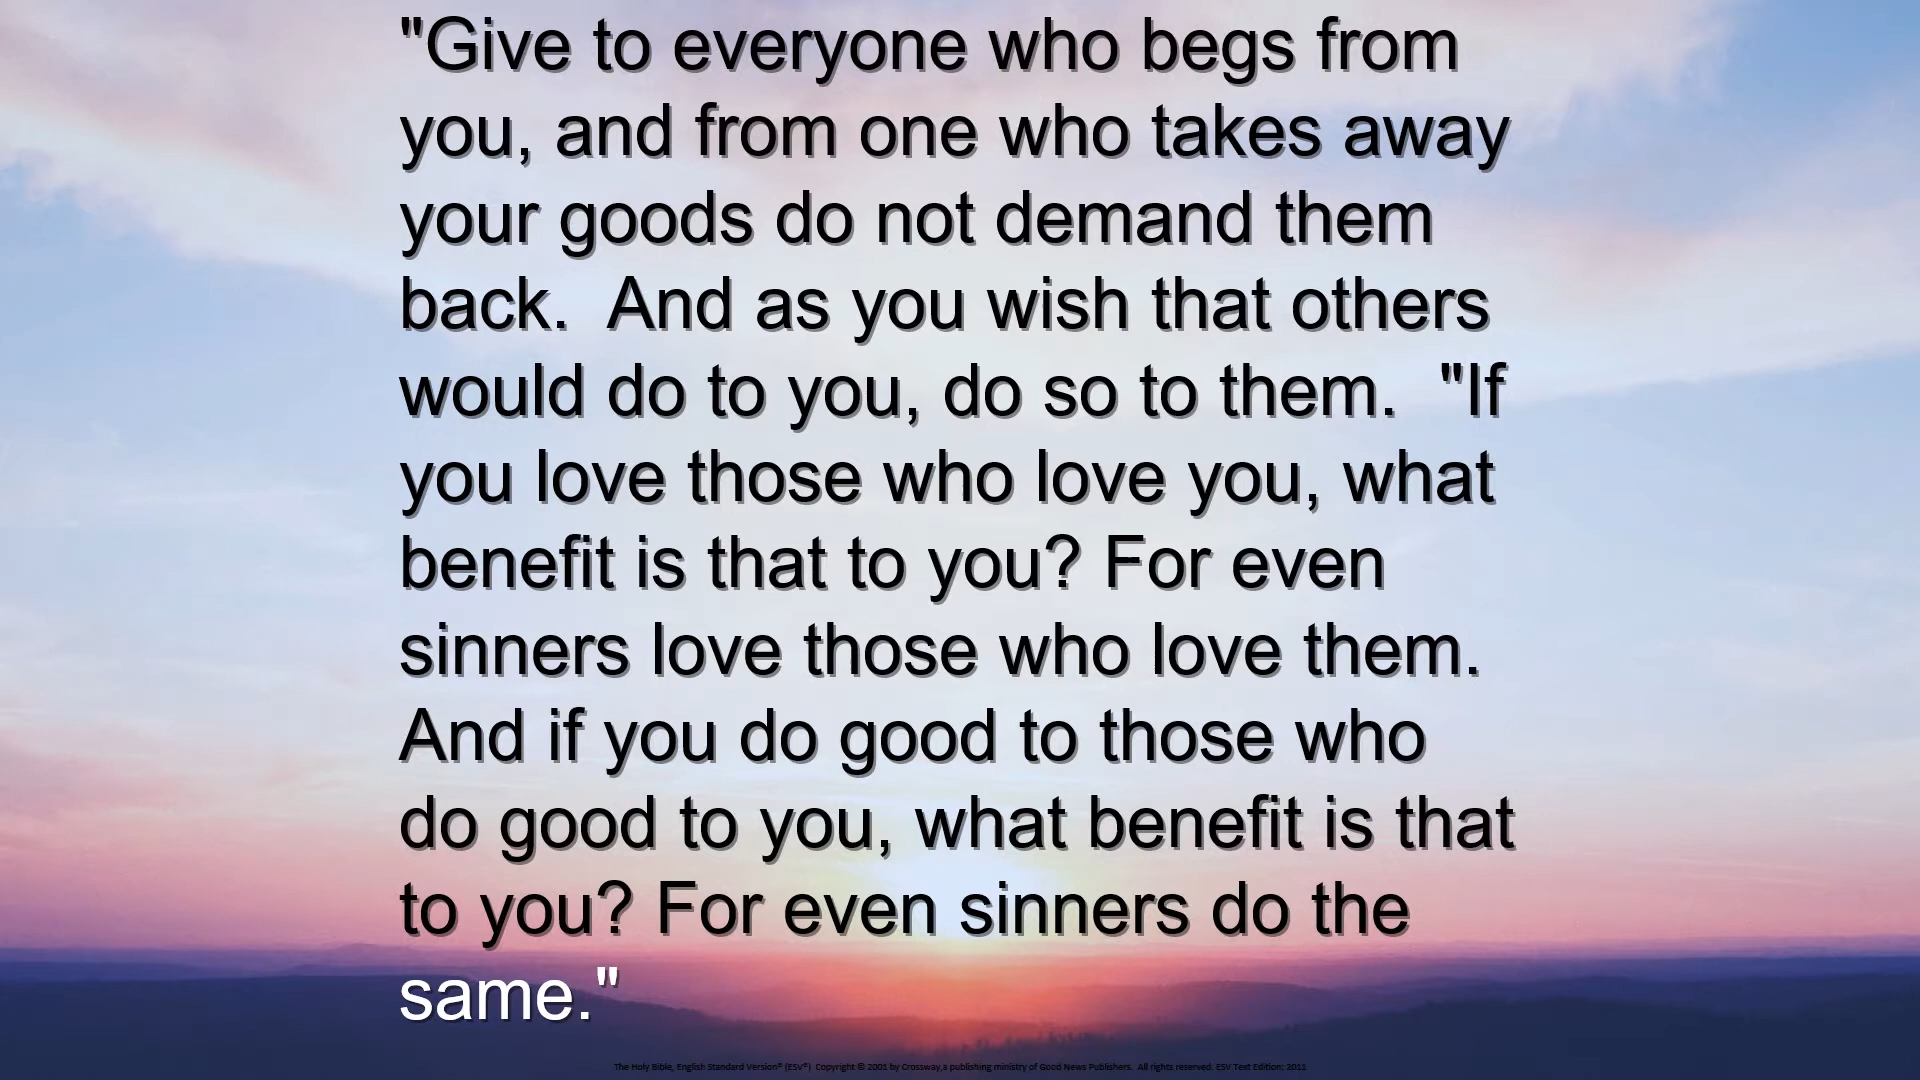 "Give to everyone who begs from
you, and from one who takes away
your goods do not demand them
back.  And as you wish that others
would do to you, do so to them.  "If
you love those who love you, what
benefit is that to you? For even
sinners love those who love them.
And if you do good to those who
do good to you, what benefit is that
to you? For even sinners do the
same."
The Holy Bible, English Standard Version® (ESV®)  Copyright © 2001 by Crossway,a publishing ministry of Good News Publishers.  All rights reserved. ESV Text Edition: 2011